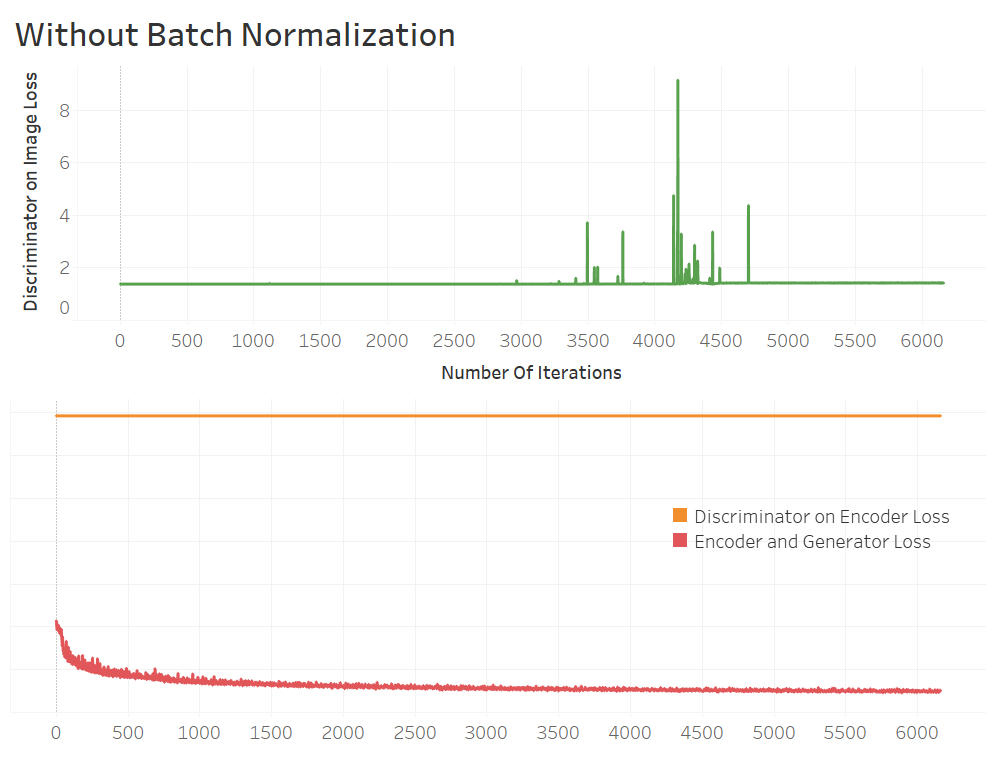 Without Batch Normalization
Discriminator on Image Loss
8
6
4
2
0
0 500 1000 1500 2000 2500 3000 3500 4000 4500 5000 5500 6000
Number Of Iterations
Discriminator on Encoder Loss
Encoder and Generator Loss
0 500 1000 1500 2000 2500 3000 3500 4000 4500 5000 5500 6000